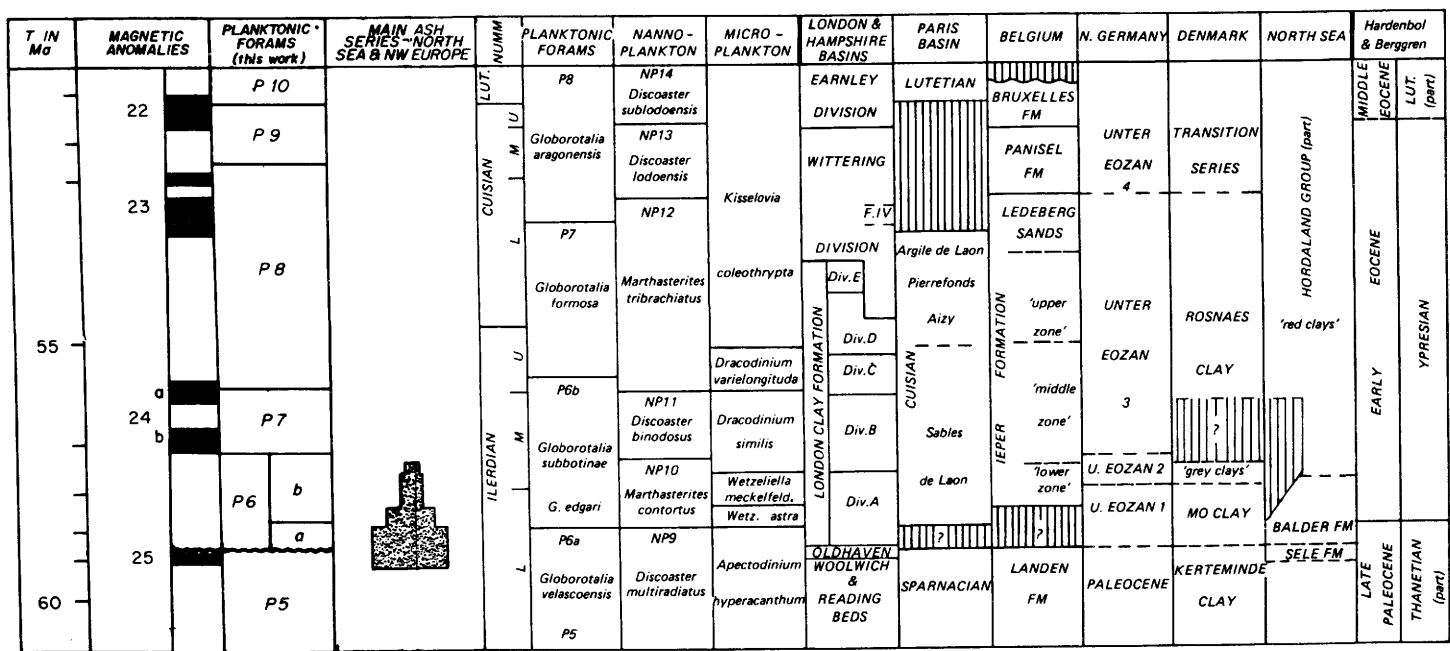 T IN
Ma
MAGNETIC
ANOMALIES
PLANKTONIC
FORAMS
(this work)
MAIN ASH
SERIES-NORTH
SEA & NW EUROPE
NUMM
PLANKTONIC
FORAMS
NANNO-
PLANKTON
MICRO-
PLANKTON
LONDON &
HAMPSHIRE
BASINS
PARIS
BASIN
BELGIUM
N. GERMANY
DENMARK
NORTH SEA
Hardenbol
& Berggren
55
60
22
23
a
24
b
25
P 10
P 9
P 8
P 7
P 6
b
a
P 5
LUT.
CUISIAN
U
M
L
ILERDIAN
U
M
L
P8
Globorotalia
aragonensis
P7
Globorotalia
formosa
P6b
Globorotalia
subbotinae
G. edgari
P6a
Globorotalia
velascoensis
P5
NP14
Discoaster
sublodoensis
NP13
Discoaster
lodoensis
NP12
Marthasterites
tribrachiatus
NP11
Discoaster
binodosus
NP10
Marthasterites
contortus
NP9
Discoaster
multiradiatus
Kisselovia
coleothrypta
Dracodinium
varielongituda
Dracodinium
similis
Wetzeliella
meckelfeld.
Wetz. astra
Apectodinium
hyperacanthum
EARNLEY
DIVISION
WITTERING
F.IV
DIVISION
LONDON CLAY FORMATION
Div.E
Div.D
Div.C
Div.B
Div.A
OLDHAVEN
WOOLWICH
&
READING
BEDS
LUTETIAN
Argile de Laon
Pierrefonds
Aizy
CUISIAN
Sables
de Laon
?
SPARNACIAN
BRUXELLES
FM
PANISEL
FM
LEDEBERG
SANDS
IEPER FORMATION
'upper
zone'
'middle
zone'
'lower
zone'
?
LANDEN
FM
UNTER
EOZAN
4
UNTER
EOZAN
3
U. EOZAN 2
U. EOZAN 1
PALEOCENE
TRANSITION
SERIES
ROSNAES
CLAY
?
'grey clays'
MO CLAY
KERTEMINDE
CLAY
HORDALAND GROUP (part)
'red clays'
BALDER FM
SELE FM
MIDDLE
EOCENE
EARLY EOCENE
LATE
PALEOCENE
LUT.
(part)
YPRESIAN
THANETIAN
(part)